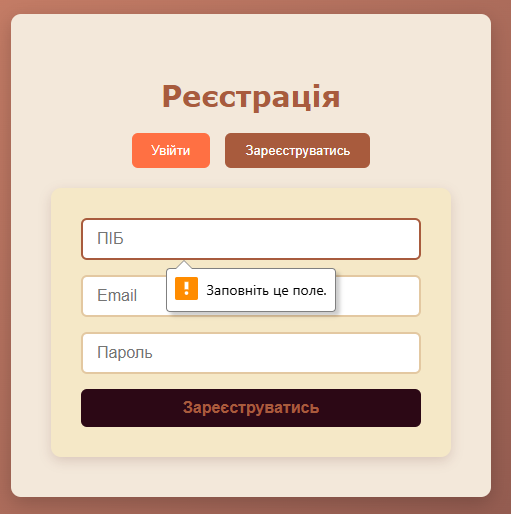 Реєстрація
Увійти
Зареєструватись
ПІБ
Email
Заповніть це поле.
Пароль
Зареєструватись